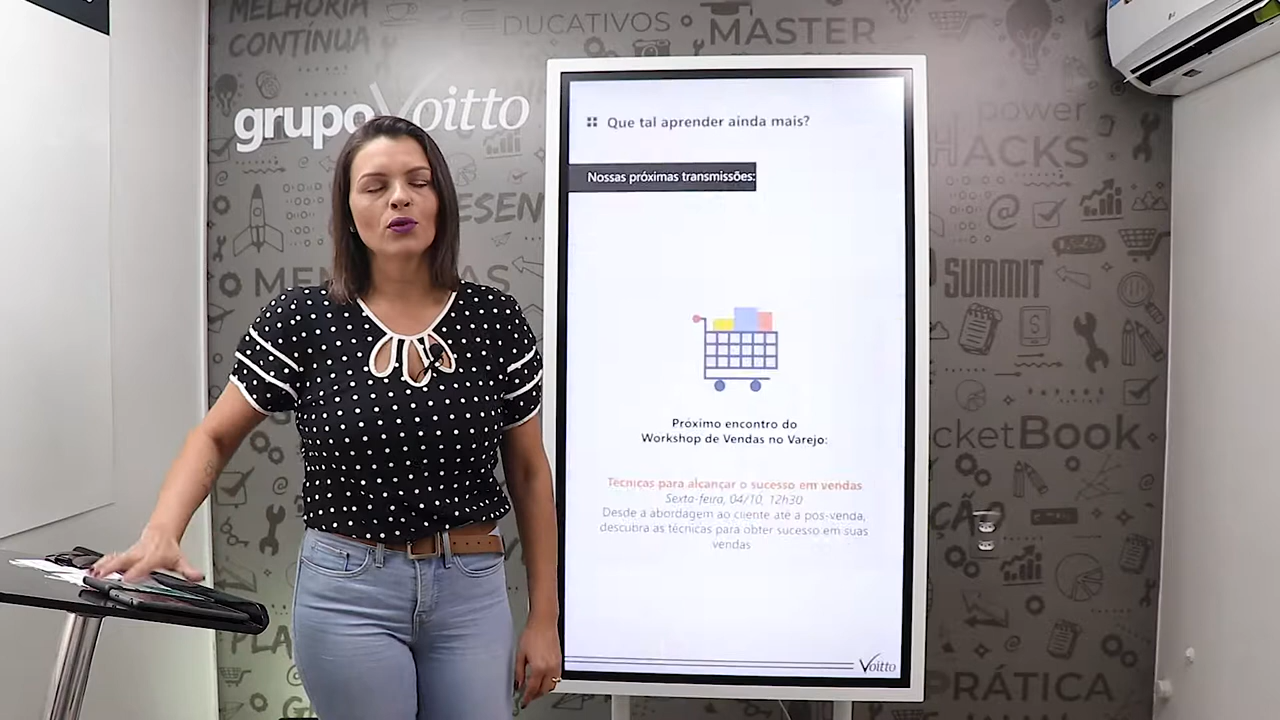 MELHORIA
CONTÍNUA
DUCATIVOS
MASTER
grupoVoitto
power
HACKS
ESEN
SUMMIT
cketBook
PRÁTICA
Que tal aprender ainda mais?
Nossas próximas transmissões:
Próximo encontro do
Workshop de Vendas no Varejo:
Técnicas para alcançar o sucesso em vendas
Sexta-feira, 04/10, 12h30
Desde a abordagem ao cliente até a pós-venda,
descubra as técnicas para obter sucesso em suas
vendas
Voitto